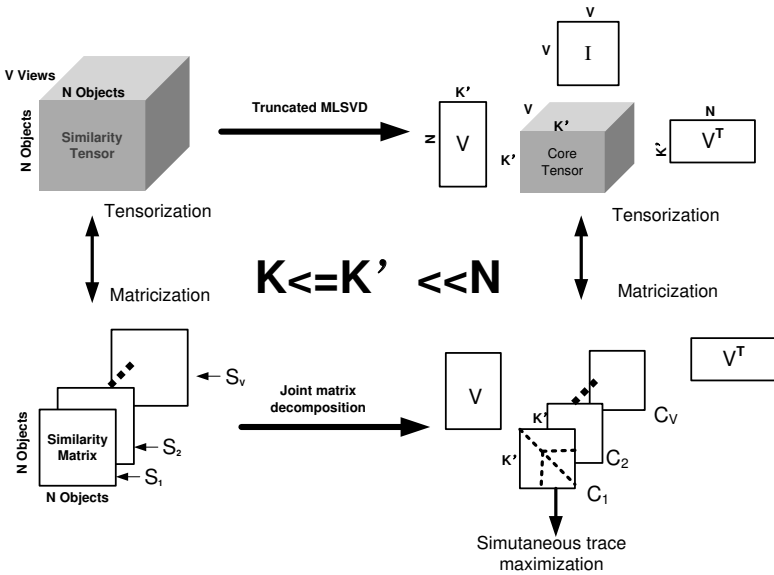 V Views
N Objects
N Objects
Similarity
Tensor
Truncated MLSVD
V
V
I
K'
N
V
V
K'
K'
Core
Tensor
N
K'
V^T
Tensorization
Tensorization
K<=K' <<N
Matricization
Matricization
S_V
Joint matrix
decomposition
V
V^T
N Objects
Similarity
Matrix
S_2
S_1
N Objects
K'
K'
C_V
C_2
C_1
Simutaneous trace
maximization